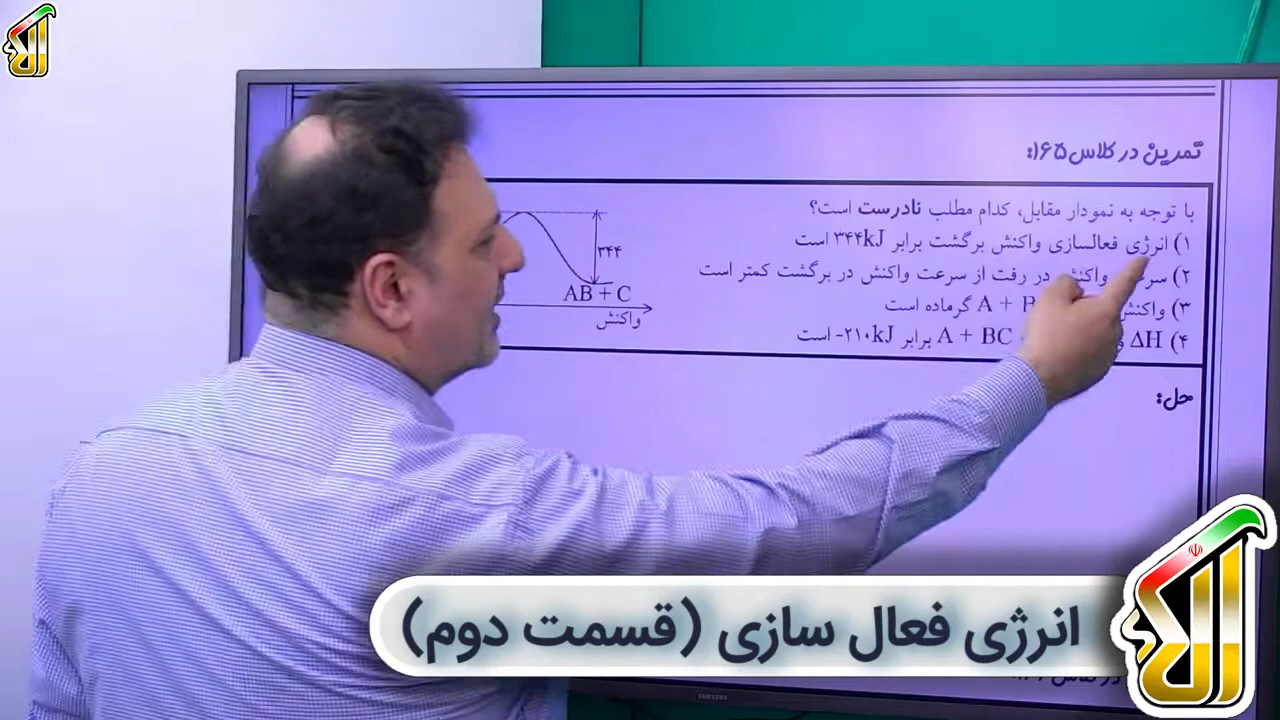 تمرین در کلاس ۱۶۵:
با توجه به نمودار مقابل، کدام مطلب نادرست است؟
۱) انرژی فعالسازی واکنش برگشت برابر ۳۴۴kJ است
۲) واکنش در رفت از سرعت واکنش در برگشت کمتر است
۳) واکنش A + گرماده است
۴) ΔH A + BC برابر ۲۱۰kJ- است
۳۴۴
AB + C
واکنش
حل:
SAMSUNG
انرژی فعال سازی (قسمت دوم)